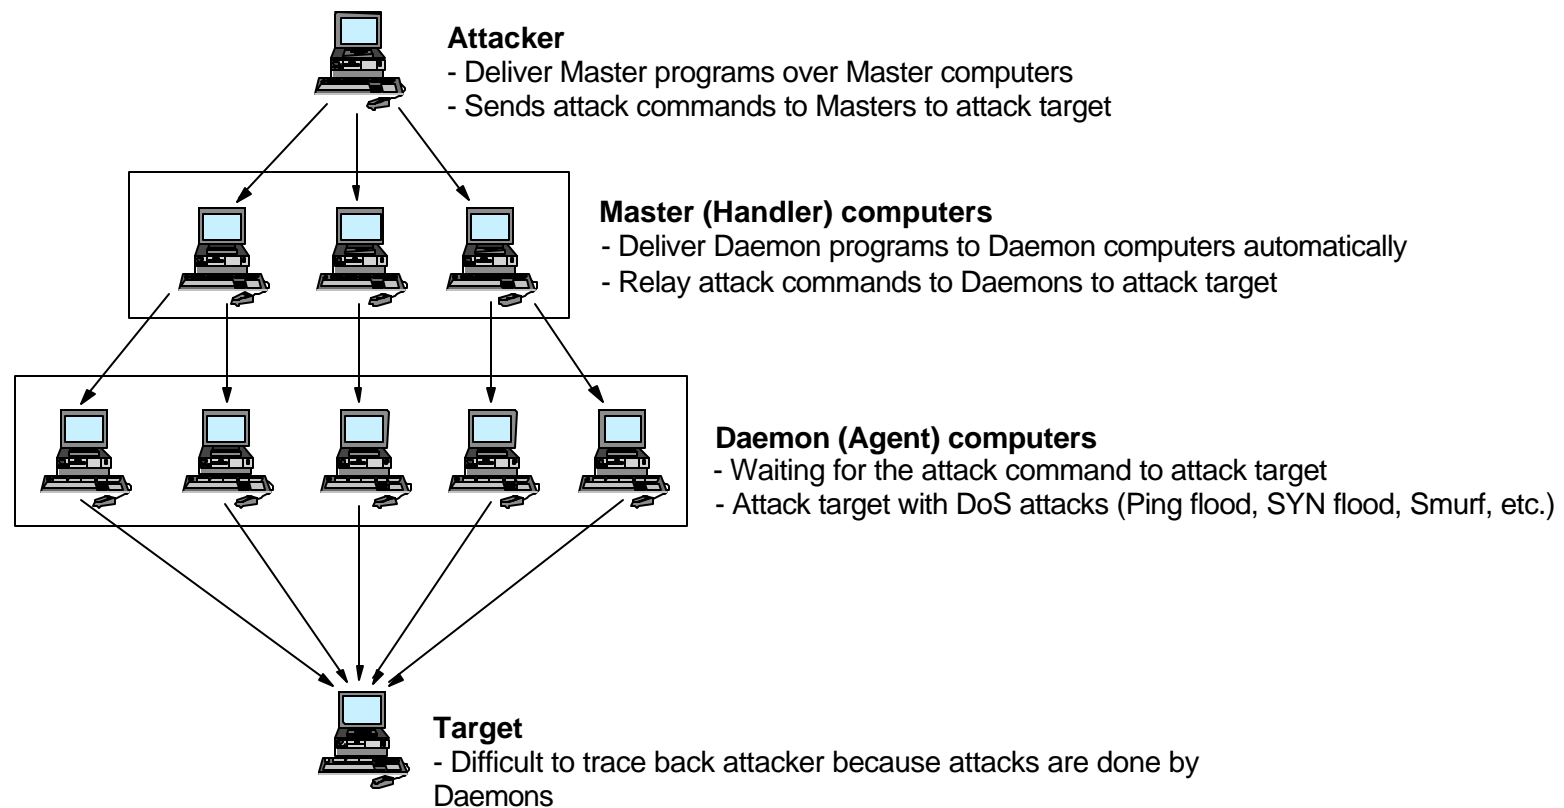 Attacker
- Deliver Master programs over Master computers
- Sends attack commands to Masters to attack target
Master (Handler) computers
- Deliver Daemon programs to Daemon computers automatically
- Relay attack commands to Daemons to attack target
Daemon (Agent) computers
- Waiting for the attack command to attack target
- Attack target with DoS attacks (Ping flood, SYN flood, Smurf, etc.)
Target
- Difficult to trace back attacker because attacks are done by
Daemons